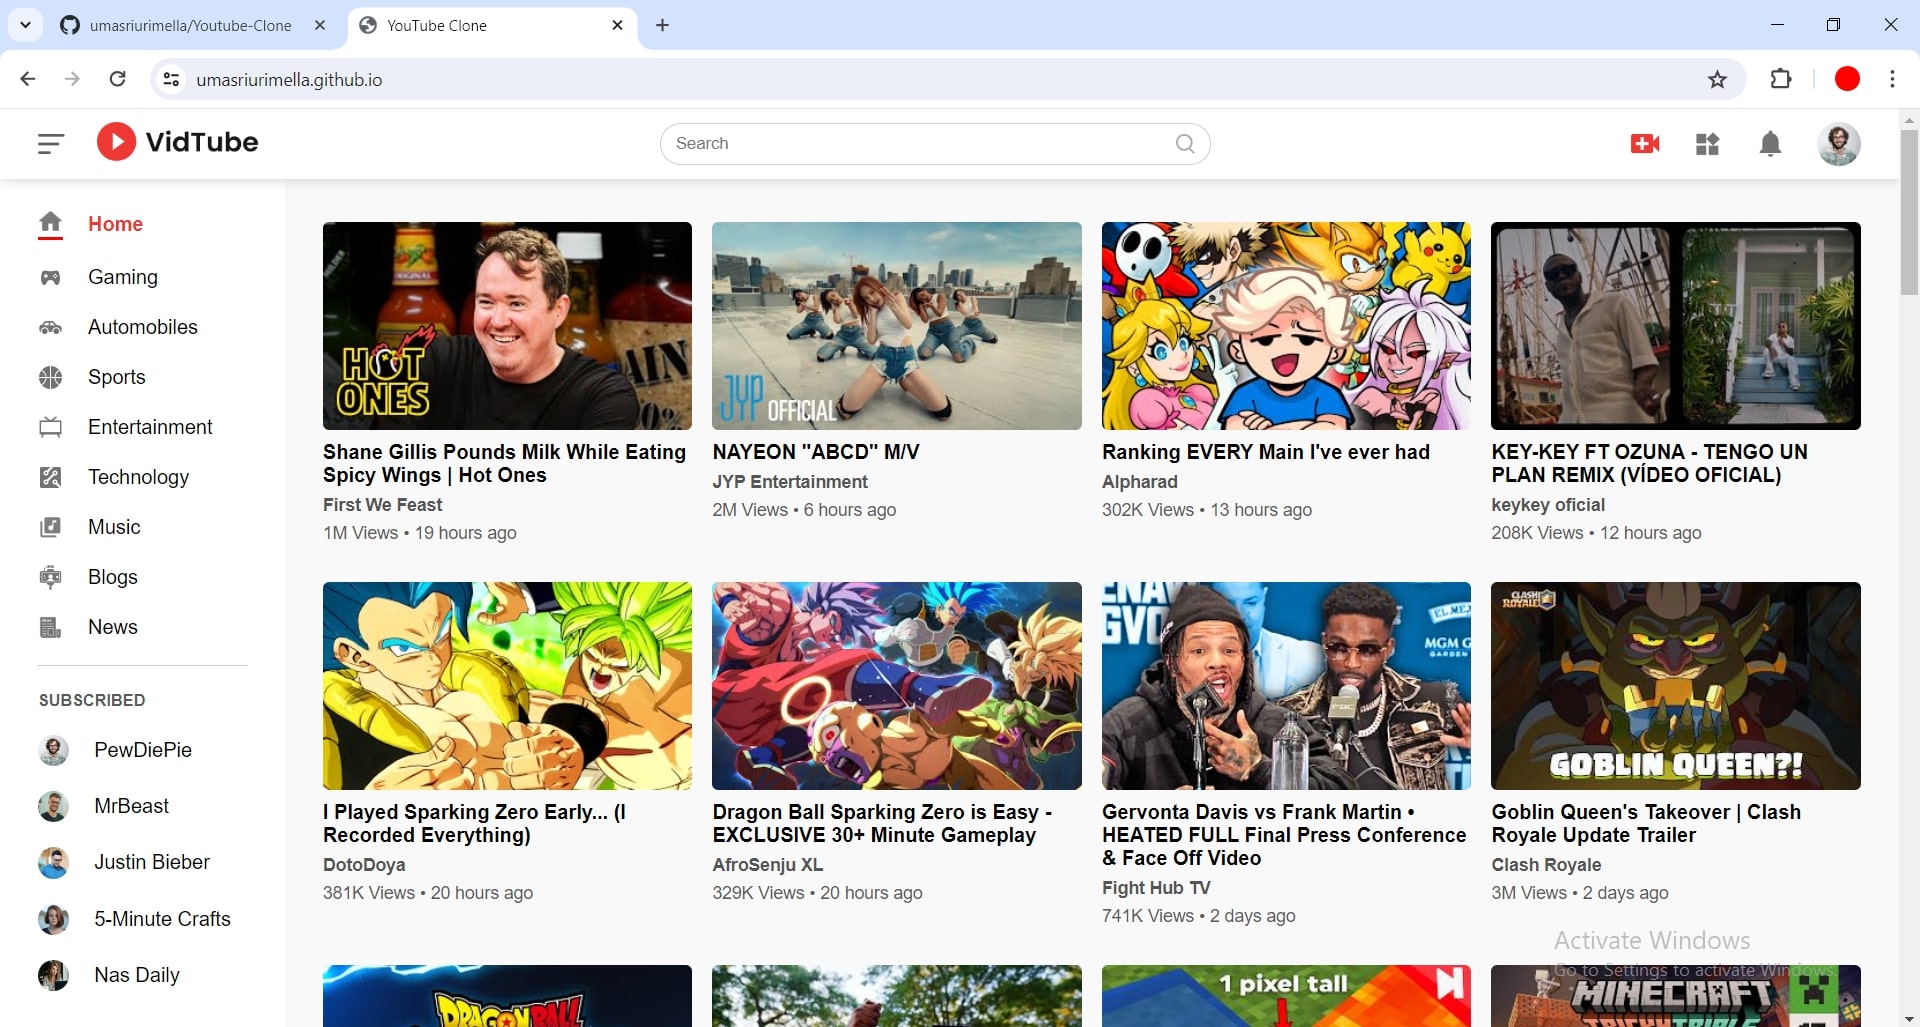 umasriurimella/Youtube-Clone
YouTube Clone
umasriurimella.github.io
VidTube
Search
Home
Gaming
Automobiles
Sports
Entertainment
Technology
Music
Blogs
News
SUBSCRIBED
PewDiePie
MrBeast
Justin Bieber
5-Minute Crafts
Nas Daily
ORIGINAL
HOT
ONES
Shane Gillis Pounds Milk While Eating
Spicy Wings | Hot Ones
First We Feast
1M Views • 19 hours ago
JYP OFFICIAL
NAYEON "ABCD" M/V
JYP Entertainment
2M Views • 6 hours ago
Ranking EVERY Main I've ever had
Alpharad
302K Views • 13 hours ago
KEY-KEY FT OZUNA - TENGO UN
PLAN REMIX (VÍDEO OFICIAL)
keykey oficial
208K Views • 12 hours ago
I Played Sparking Zero Early... (I
Recorded Everything)
DotoDoya
381K Views • 20 hours ago
Dragon Ball Sparking Zero is Easy -
EXCLUSIVE 30+ Minute Gameplay
AfroSenju XL
329K Views • 20 hours ago
MGM G
GARDEN
Gervonta Davis vs Frank Martin •
HEATED FULL Final Press Conference
& Face Off Video
Fight Hub TV
741K Views • 2 days ago
CLASH
ROYALE
GOBLIN QUEEN?!
Goblin Queen's Takeover | Clash
Royale Update Trailer
Clash Royale
3M Views • 2 days ago
DRAGON BALL
1 pixel tall
MINECRAFT
Activate Windows
Go to Settings to activate Windows.